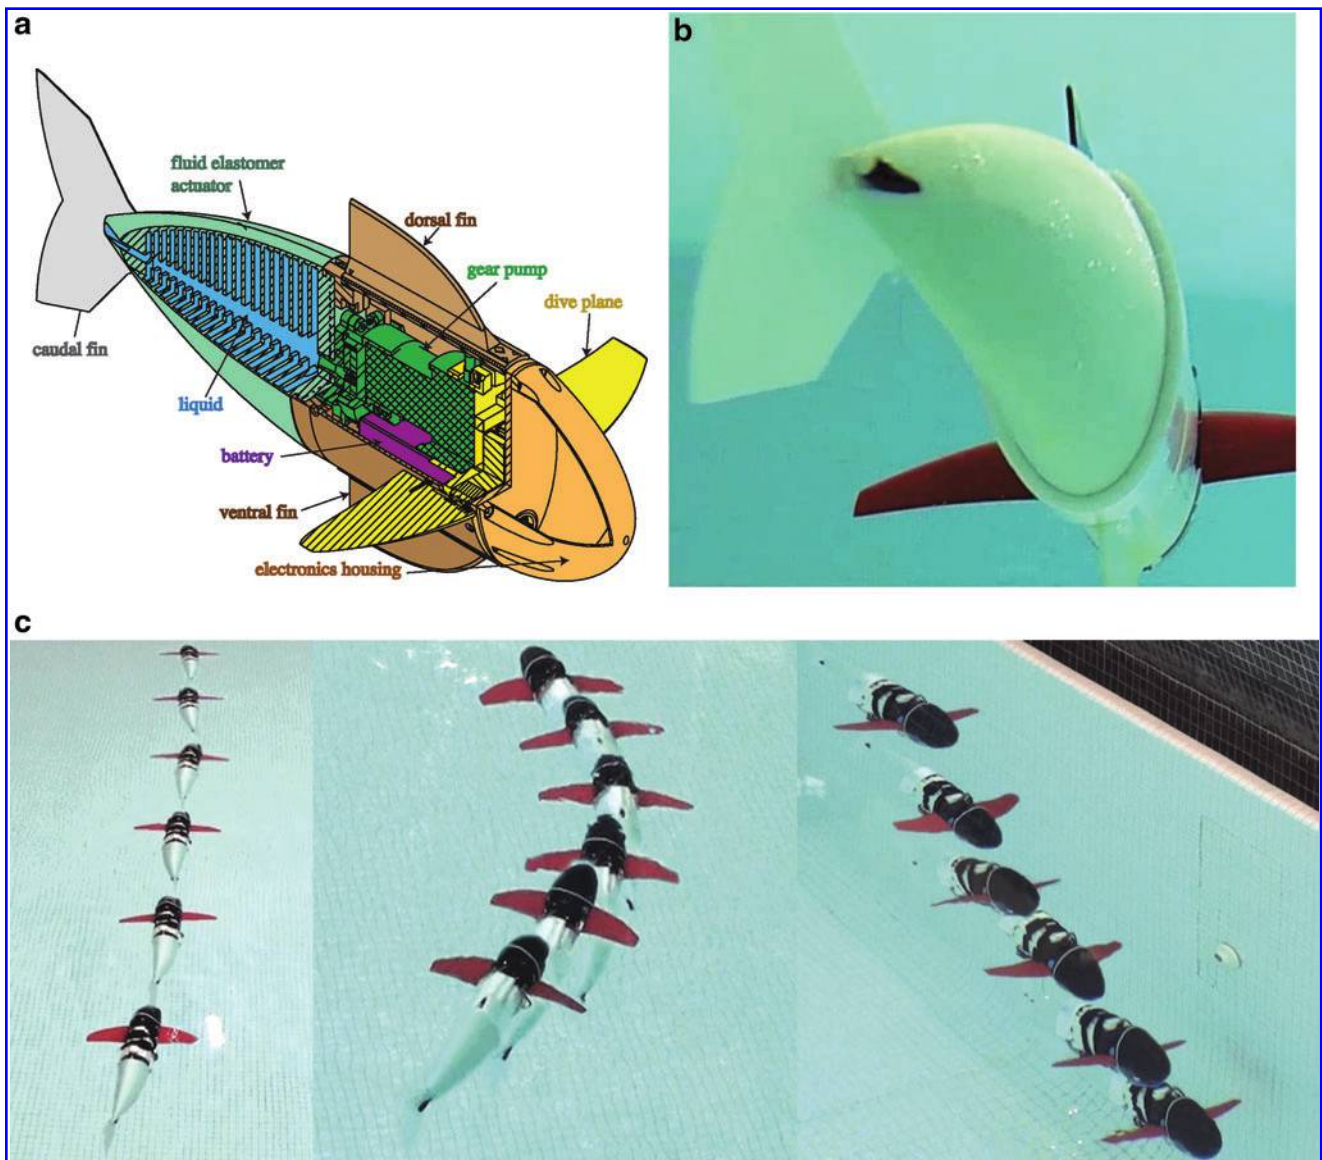 a
b
fluid elastomer
actuator
dorsal fin
gear pump
dive plane
caudal fin
liquid
battery
ventral fin
electronics housing
c